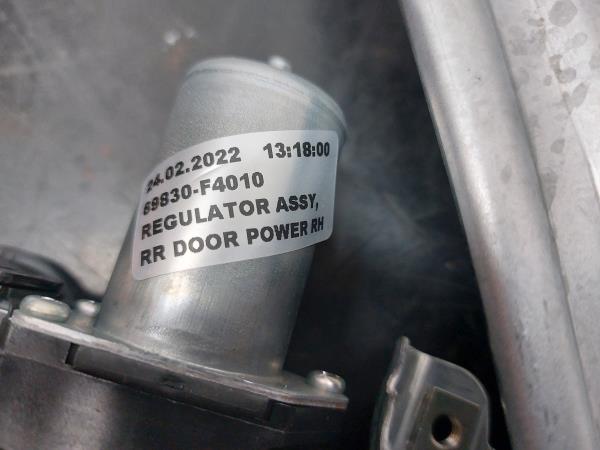 24.02.2022 13:18:00
69830-F4010
REGULATOR ASSY,
RR DOOR POWER RH